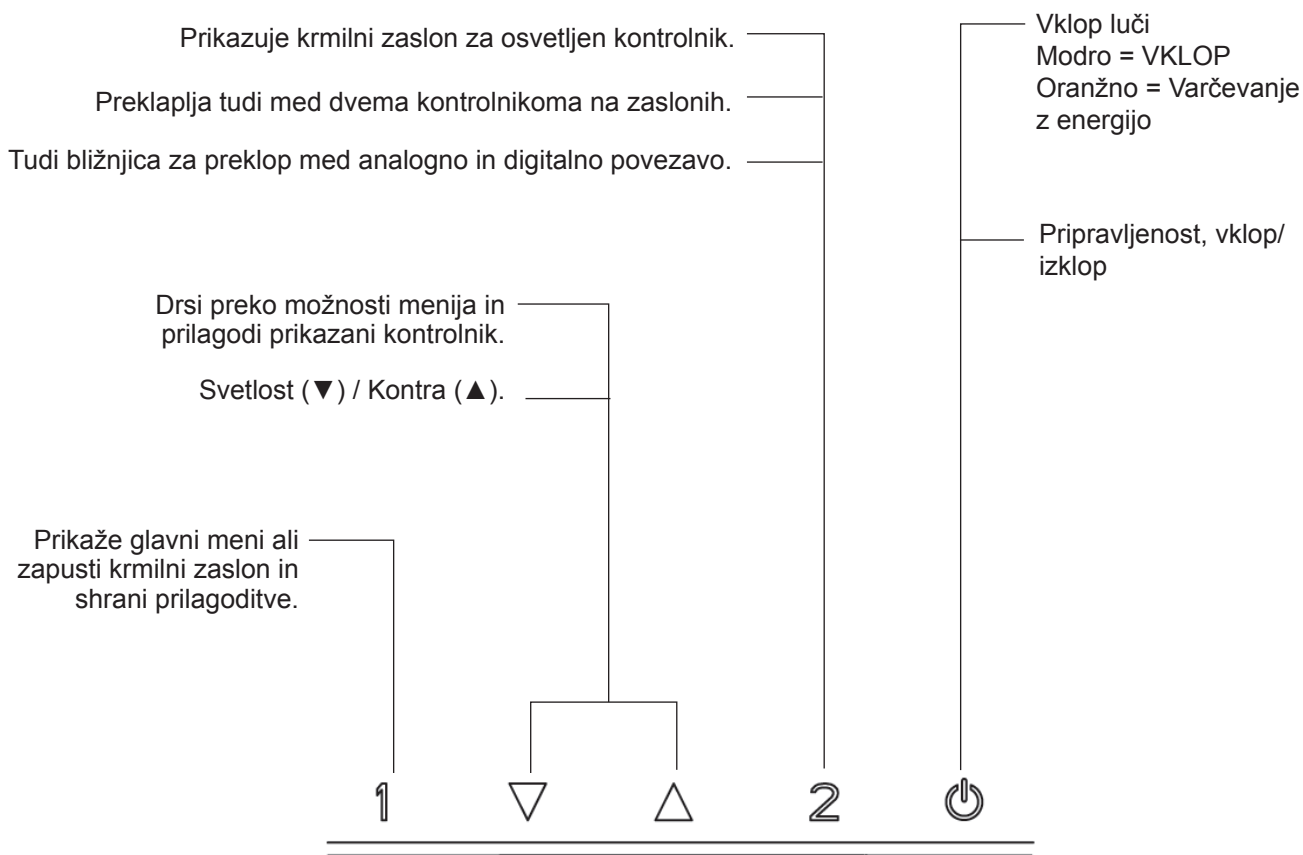 Prikazuje krmilni zaslon za osvetljen kontrolnik.
Preklaplja tudi med dvema kontrolnikoma na zaslonih.
Tudi bližnjica za preklop med analogno in digitalno povezavo.
Vklop luči
Modro = VKLOP
Oranžno = Varčevanje
z energijo
Pripravljenost, vklop/
izklop
Drsi preko možnosti menija in
prilagodi prikazani kontrolnik.
Svetlost (▼) / Kontra (▲).
Prikaže glavni meni ali
zapusti krmilni zaslon in
shrani prilagoditve.
1 ▽ △ 2 ⏻